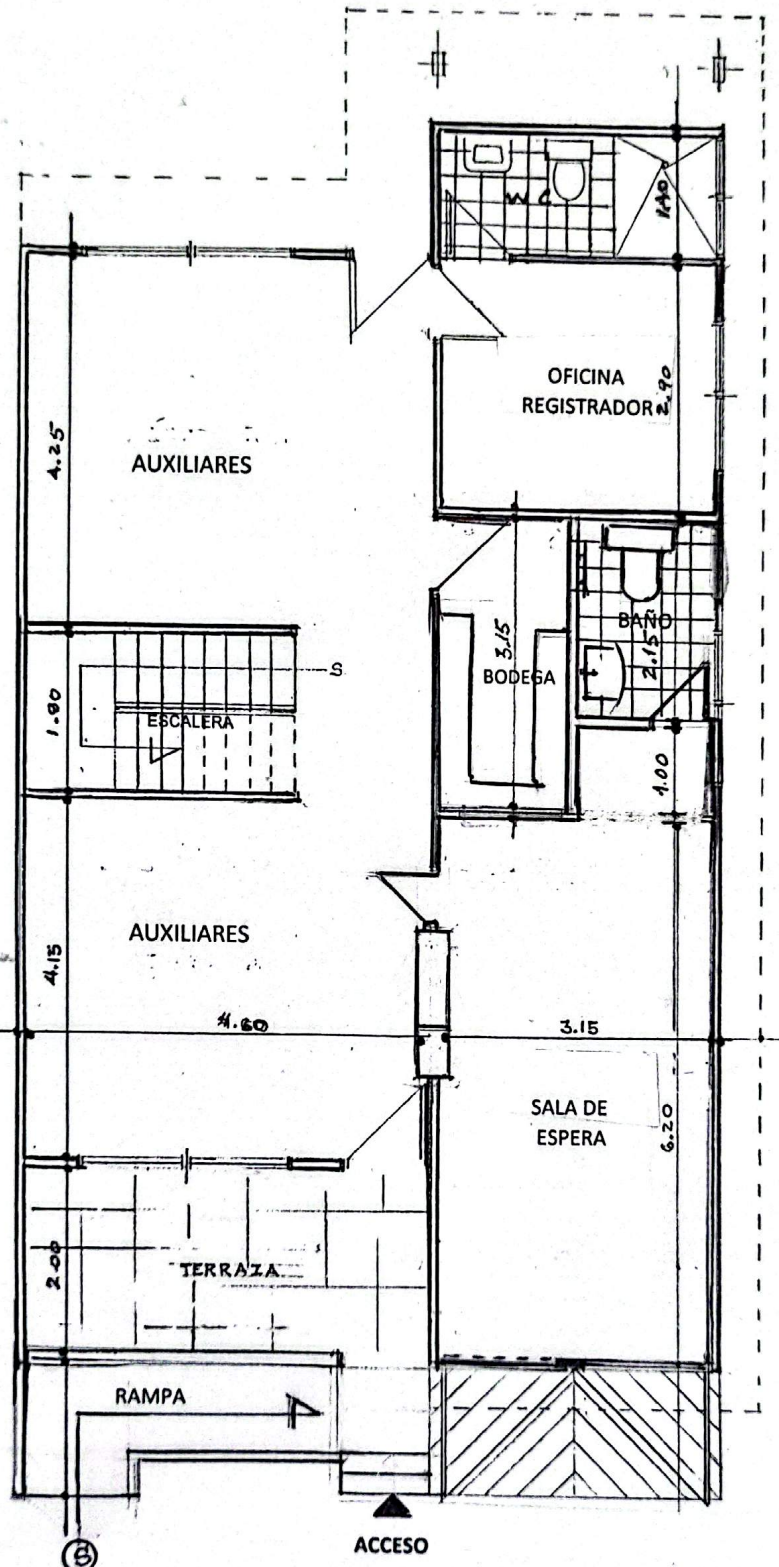 W C
1.40
OFICINA
REGISTRADOR
2.90
4.25
AUXILIARES
3.15
BAÑO
2.15
BODEGA
S
1.80
ESCALERA
1.00
AUXILIARES
4.15
4.60
3.15
SALA DE
ESPERA
6.20
2.00
TERRAZA
RAMPA
ACCESO